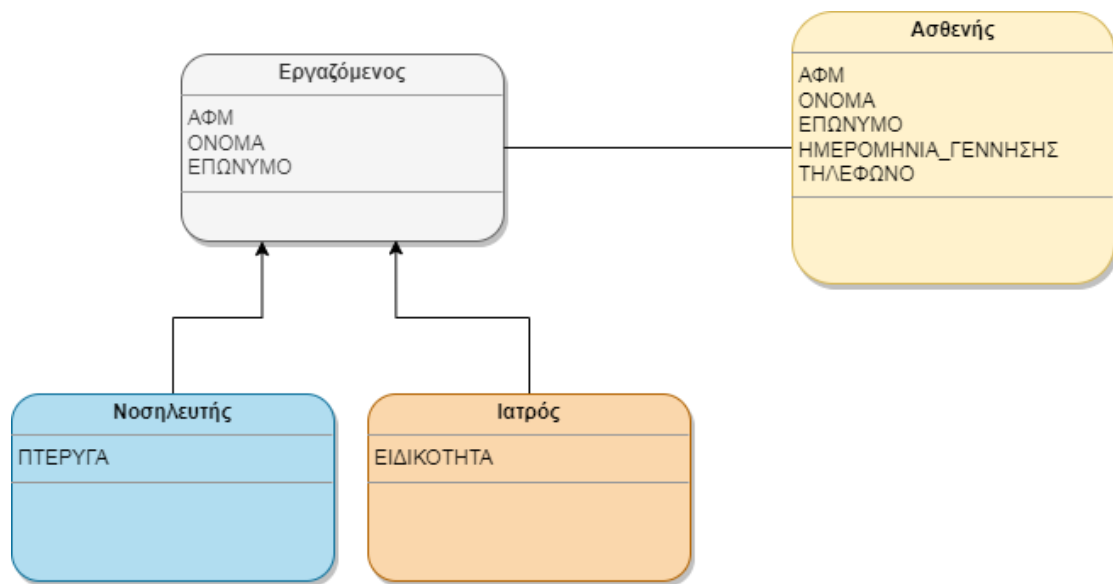 Εργαζόμενος
ΑΦΜ
ΟΝΟΜΑ
ΕΠΩΝΥΜΟ
Ασθενής
ΑΦΜ
ΟΝΟΜΑ
ΕΠΩΝΥΜΟ
ΗΜΕΡΟΜΗΝΙΑ_ΓΕΝΝΗΣΗΣ
ΤΗΛΕΦΩΝΟ
Νοσηλευτής
ΠΤΕΡΥΓΑ
Ιατρός
ΕΙΔΙΚΟΤΗΤΑ